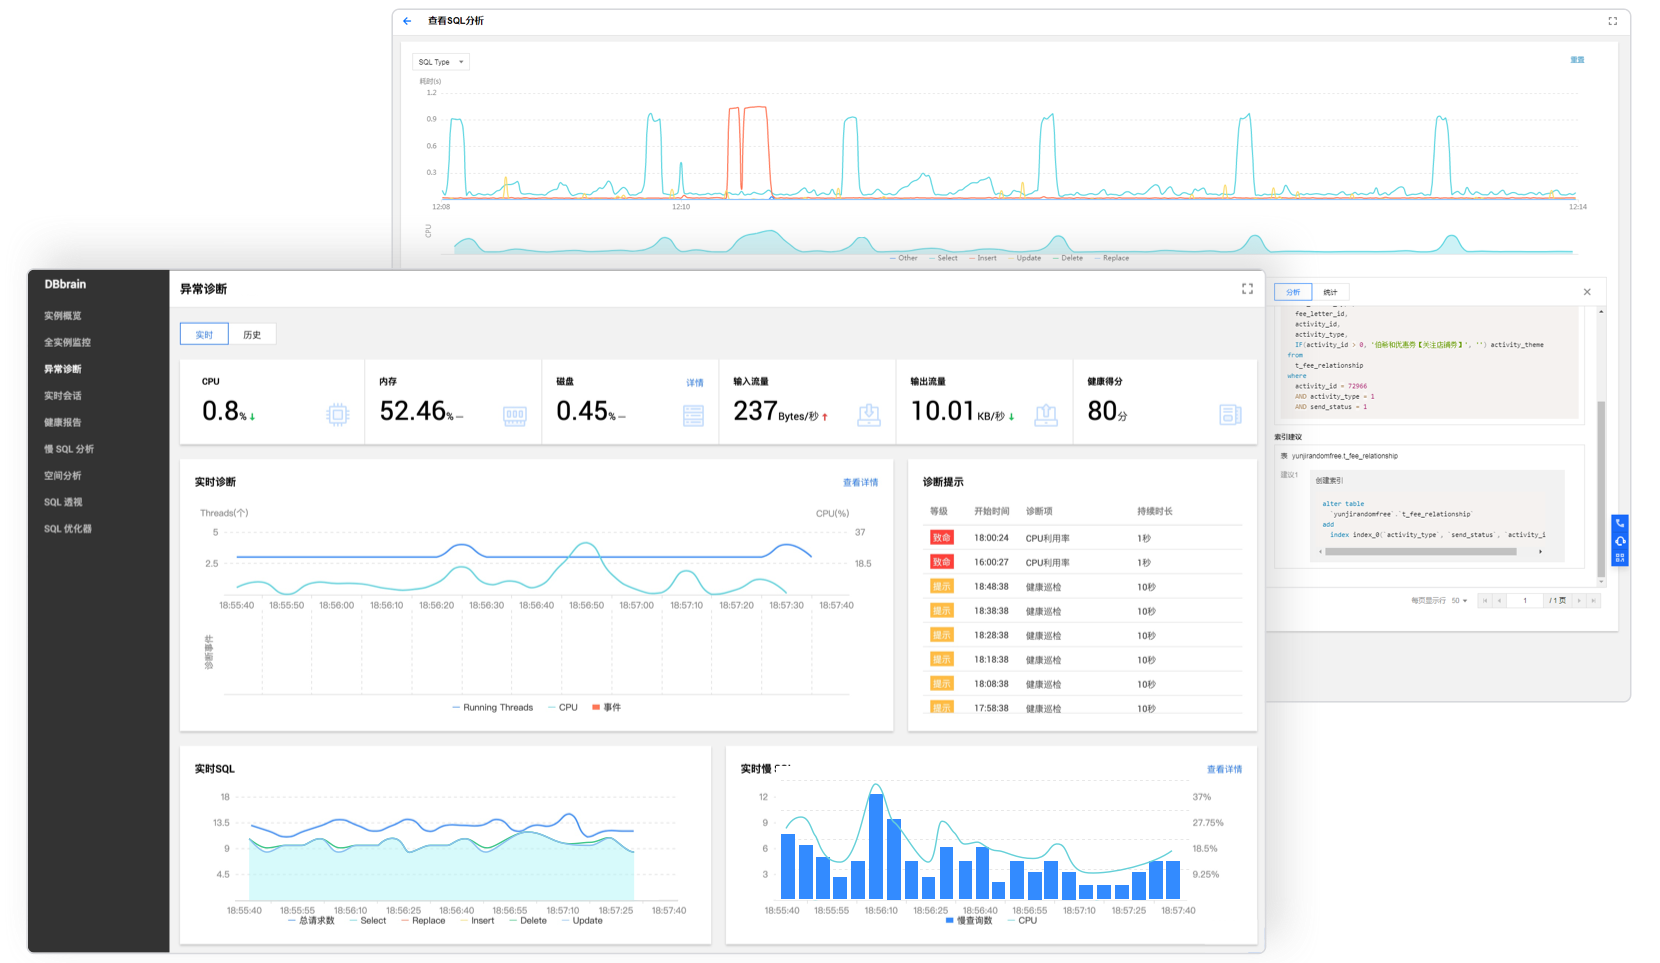 查看SQL分析
SQL Type
重置
耗时(s)
1.2
0.9
0.6
0.3
12:08 12:10 12:14
CPU
Other Select Insert Update Delete Replace
DBbrain
实例概览
全实例监控
异常诊断
实时会话
健康报告
慢 SQL 分析
空间分析
SQL 透视
SQL 优化器
异常诊断
实时 历史
CPU
0.8%↓
内存
52.46%–
磁盘 详情
0.45%–
输入流量
237Bytes/秒↑
输出流量
10.01KB/秒↓
健康得分
80分
实时诊断 查看详情
Threads(个) CPU(%)
5 37
2.5 18.5
18:55:40 18:55:50 18:56:00 18:56:10 18:56:20 18:56:30 18:56:40 18:56:50 18:57:00 18:57:10 18:57:20 18:57:30 18:57:40
诊断事件
Running Threads CPU 事件
诊断提示
等级 开始时间 诊断项 持续时长
致命 18:00:24 CPU利用率 1秒
致命 16:00:27 CPU利用率 1秒
提示 18:48:38 健康巡检 10秒
提示 18:38:38 健康巡检 10秒
提示 18:28:38 健康巡检 10秒
提示 18:18:38 健康巡检 10秒
提示 18:08:38 健康巡检 10秒
提示 17:58:38 健康巡检 10秒
实时SQL
18
13.5
9
4.5
18:55:40 18:55:55 18:56:10 18:56:25 18:56:40 18:56:55 18:57:10 18:57:25 18:57:40
总请求数 Select Replace Insert Delete Update
实时慢 查看详情
12 37%
9 27.75%
6 18.5%
3 9.25%
18:55:40 18:55:55 18:56:10 18:56:25 18:56:40 18:56:55 18:57:10 18:57:25 18:57:40
慢查询数 CPU
分析 统计
fee_letter_id,
activity_id,
activity_type,
IF(activity_id > 0, '伯希和优惠券【关注店铺券】', '') activity_theme
from
t_fee_relationship
where
activity_id = 72966
AND activity_type = 1
AND send_status = 1
索引建议
表 yunjirandomfree.t_fee_relationship
建议1 创建索引
alter table
`yunjirandomfree`.`t_fee_relationship`
add
index index_0(`activity_type`, `send_status`, `activity_i
每页显示行 50 1 / 1 页